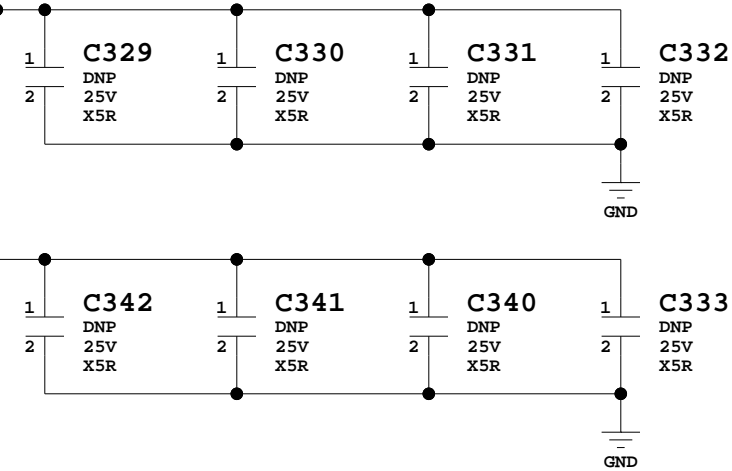 1 C329 1 C330 1 C331 1 C332
DNP DNP DNP DNP
2 25V 2 25V 2 25V 2 25V
X5R X5R X5R X5R
GND
1 C342 1 C341 1 C340 1 C333
DNP DNP DNP DNP
2 25V 2 25V 2 25V 2 25V
X5R X5R X5R X5R
GND